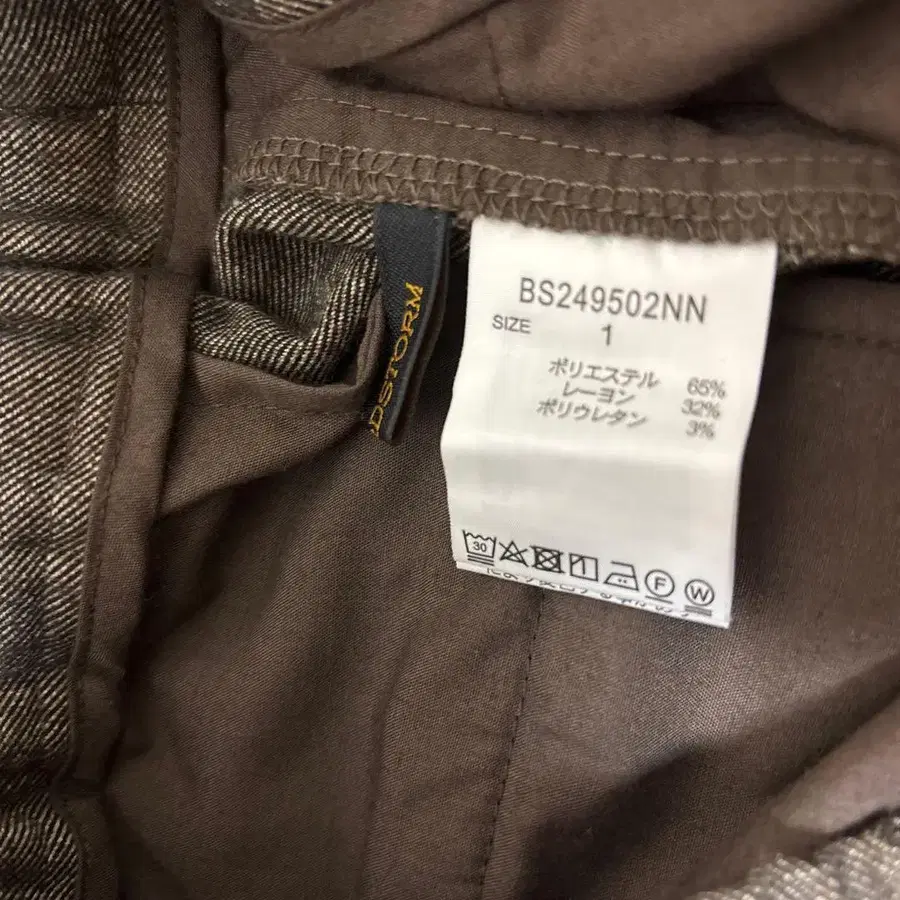 DSTORM
BS249502NN
SIZE 1
ポリエステル 65%
レーヨン 32%
ポリウレタン 3%
30
F
W